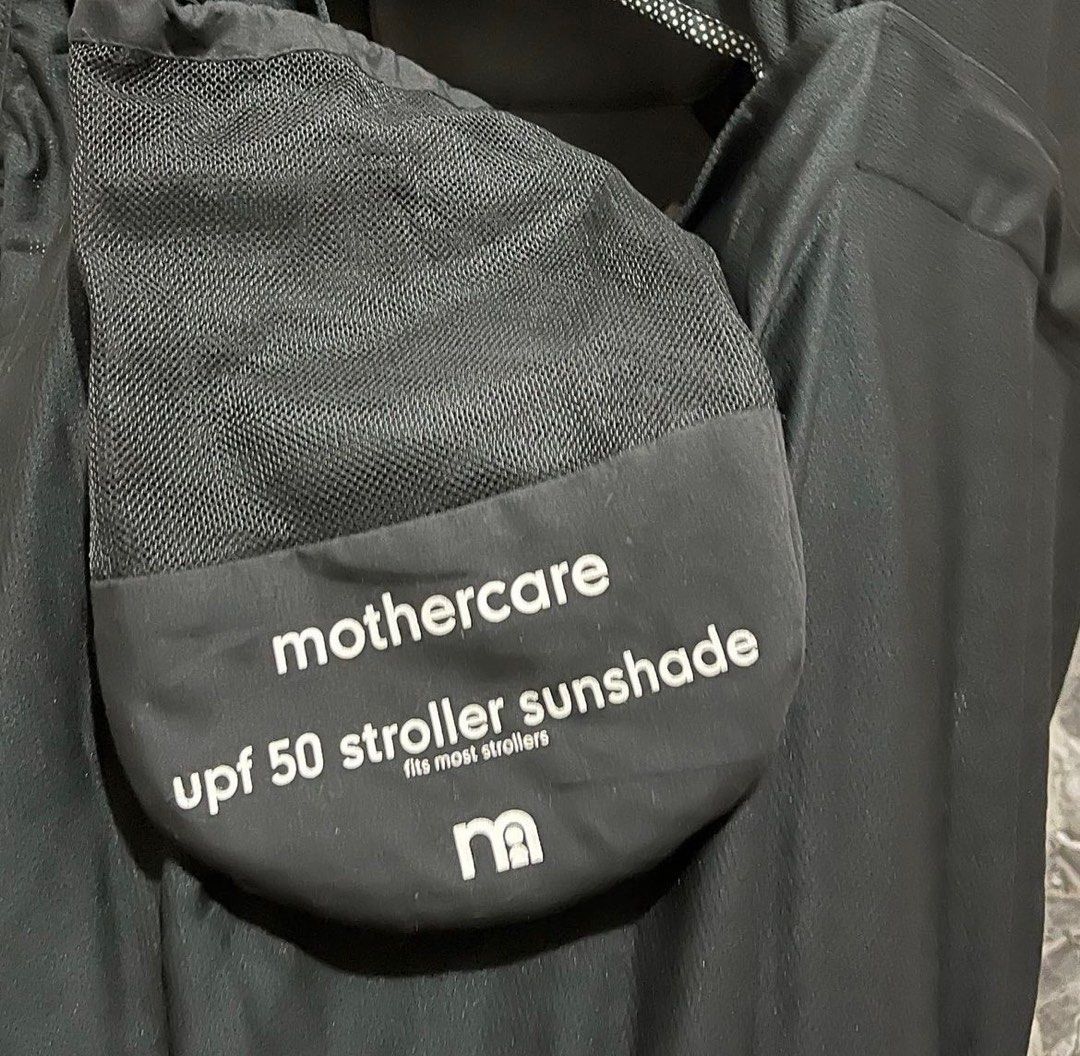 mothercare
upf 50 stroller sunshade
fits most strollers
m